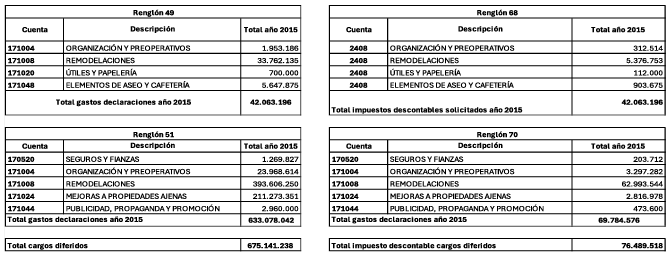 Renglón 49
Cuenta Descripción Total año 2015
171004 ORGANIZACIÓN Y PREOPERATIVOS 1.953.186
171008 REMODELACIONES 33.762.135
171020 ÚTILES Y PAPELERÍA 700.000
171048 ELEMENTOS DE ASEO Y CAFETERÍA 5.647.875
Total gastos declaraciones año 2015 42.063.196
Renglón 68
Cuenta Descripción Total año 2015
2408 ORGANIZACIÓN Y PREOPERATIVOS 312.514
2408 REMODELACIONES 5.376.753
2408 ÚTILES Y PAPELERÍA 112.000
2408 ELEMENTOS DE ASEO Y CAFETERÍA 903.675
Total impuestos descontables solicitados año 2015 42.063.196
Renglón 51
Cuenta Descripción Total año 2015
170520 SEGUROS Y FIANZAS 1.269.827
171004 ORGANIZACIÓN Y PREOPERATIVOS 23.968.614
171008 REMODELACIONES 393.606.250
171024 MEJORAS A PROPIEDADES AJENAS 211.273.351
171044 PUBLICIDAD, PROPAGANDA Y PROMOCIÓN 2.960.000
Total gastos declaraciones año 2015 633.078.042
Renglón 70
Cuenta Descripción Total año 2015
170520 SEGUROS Y FIANZAS 203.712
171004 ORGANIZACIÓN Y PREOPERATIVOS 3.297.282
171008 REMODELACIONES 62.993.544
171024 MEJORAS A PROPIEDADES AJENAS 2.816.978
171044 PUBLICIDAD, PROPAGANDA Y PROMOCIÓN 473.600
Total gastos declaraciones año 2015 69.784.576
Total cargos diferidos 675.141.238
Total impuesto descontable cargos diferidos 76.489.518